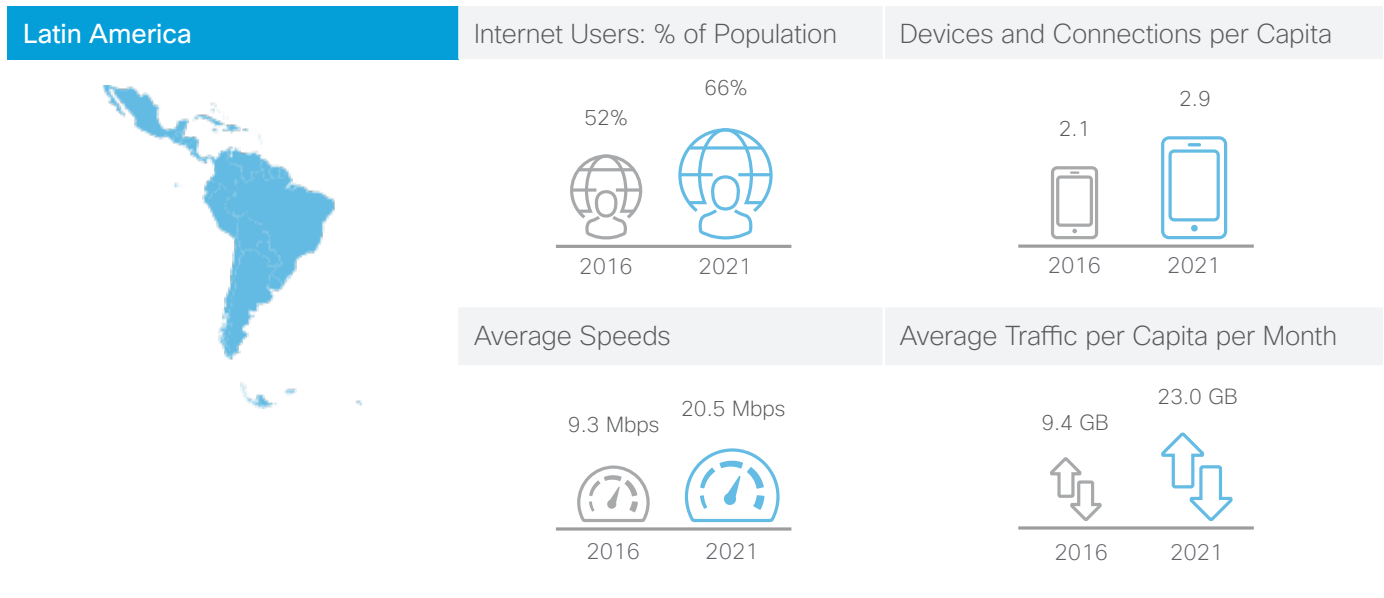 Latin America
Internet Users: % of Population
Devices and Connections per Capita
52%
66%
2016
2021
2.1
2.9
2016
2021
Average Speeds
Average Traffic per Capita per Month
9.3 Mbps
20.5 Mbps
2016
2021
9.4 GB
23.0 GB
2016
2021